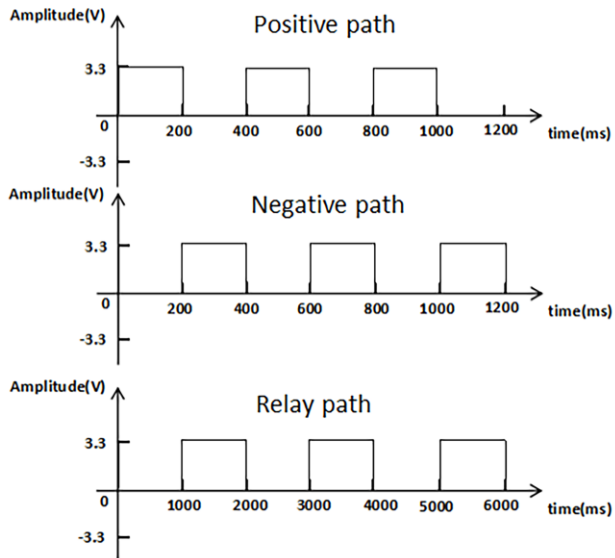 Amplitude(V)
Positive path
3.3
0
200 400 600 800 1000 1200 time(ms)
-3.3
Amplitude(V)
Negative path
3.3
0
200 400 600 800 1000 1200 time(ms)
-3.3
Amplitude(V)
Relay path
3.3
0
1000 2000 3000 4000 5000 6000 time(ms)
-3.3